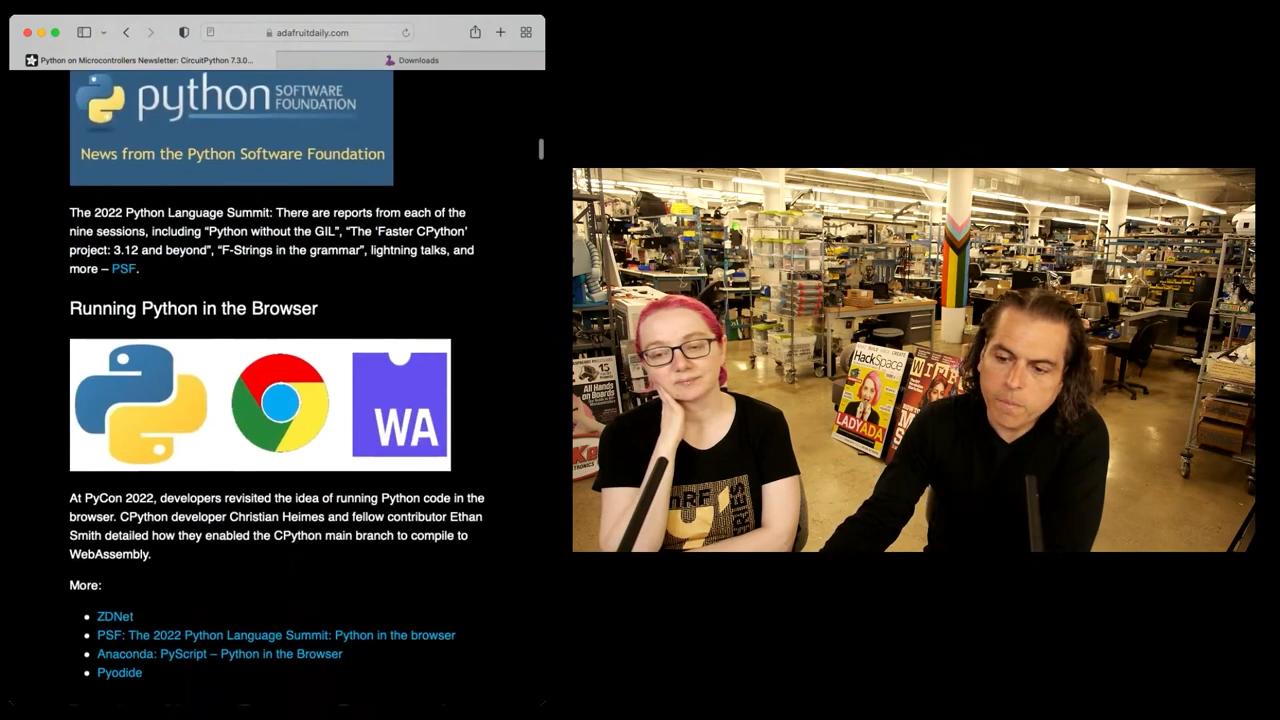 adafruitdaily.com
Python on Microcontrollers Newsletter: CircuitPython 7.3.0...
Downloads
python SOFTWARE FOUNDATION
News from the Python Software Foundation
The 2022 Python Language Summit: There are reports from each of the
nine sessions, including “Python without the GIL”, “The ‘Faster CPython’
project: 3.12 and beyond”, “F-Strings in the grammar”, lightning talks, and
more – PSF.
Running Python in the Browser
WA
At PyCon 2022, developers revisited the idea of running Python code in the
browser. CPython developer Christian Heimes and fellow contributor Ethan
Smith detailed how they enabled the CPython main branch to compile to
WebAssembly.
More:
ZDNet
PSF: The 2022 Python Language Summit: Python in the browser
Anaconda: PyScript – Python in the Browser
Pyodide
HackSpace
LADYADA
15
All Hands
on Boards